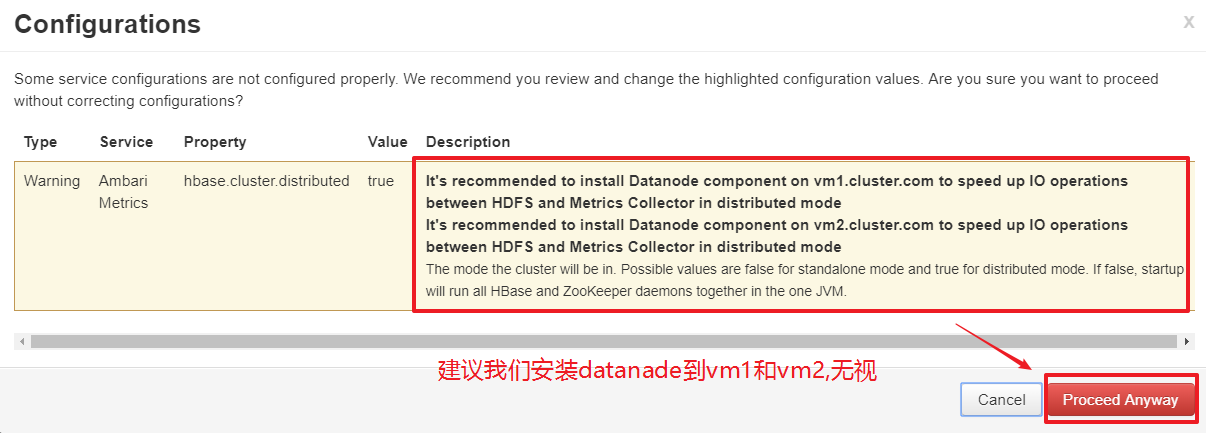 Configurations
x
Some service configurations are not configured properly. We recommend you review and change the highlighted configuration values. Are you sure you want to proceed
without correcting configurations?
Type Service Property Value Description
Warning Ambari hbase.cluster.distributed true It's recommended to install Datanode component on vm1.cluster.com to speed up IO operations
Metrics between HDFS and Metrics Collector in distributed mode
It's recommended to install Datanode component on vm2.cluster.com to speed up IO operations
between HDFS and Metrics Collector in distributed mode
The mode the cluster will be in. Possible values are false for standalone mode and true for distributed mode. If false, startup
will run all HBase and ZooKeeper daemons together in the one JVM.
建议我们安装datanade到vm1和vm2,无视
Cancel Proceed Anyway